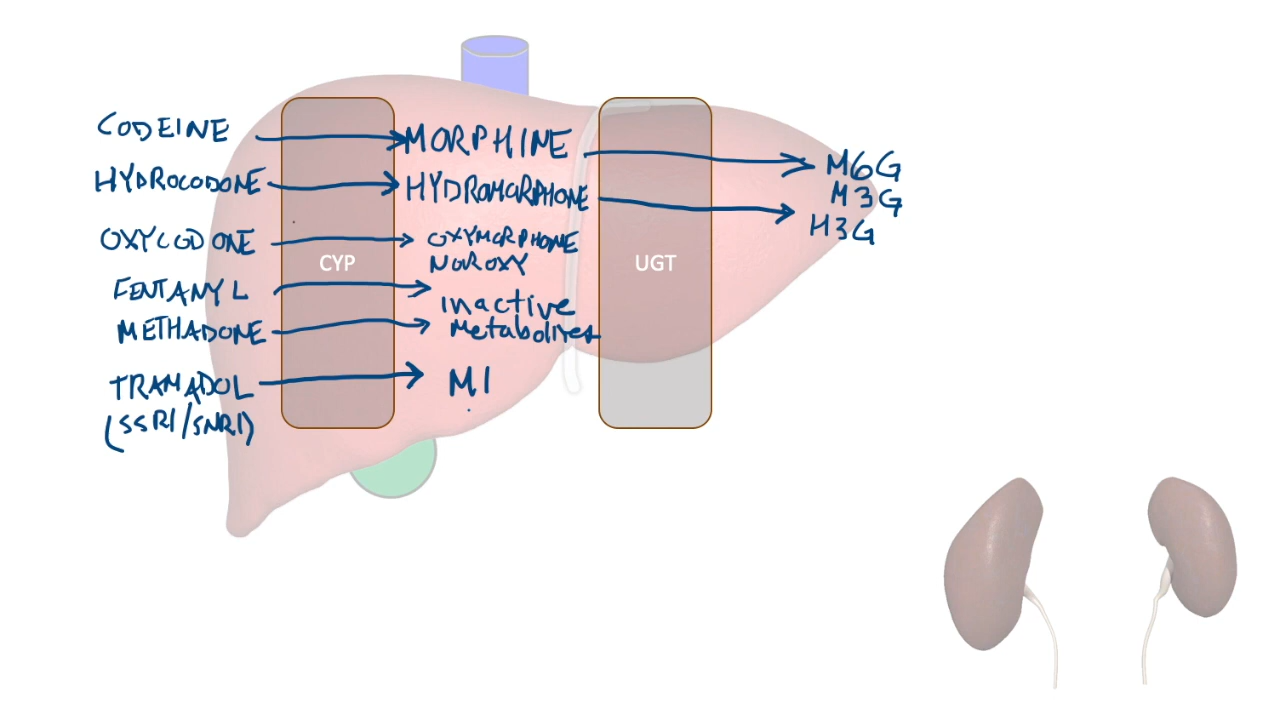 CODEINE MORPHINE M6G
M3G
HYDROCODONE HYDROMORPHONE H3G
OXYCODONE OXYMORPHONE
NOROXY
CYP UGT
FENTANYL inactive
METHADONE Metabolites
TRAMADOL M1
(SSRI/SNRI)